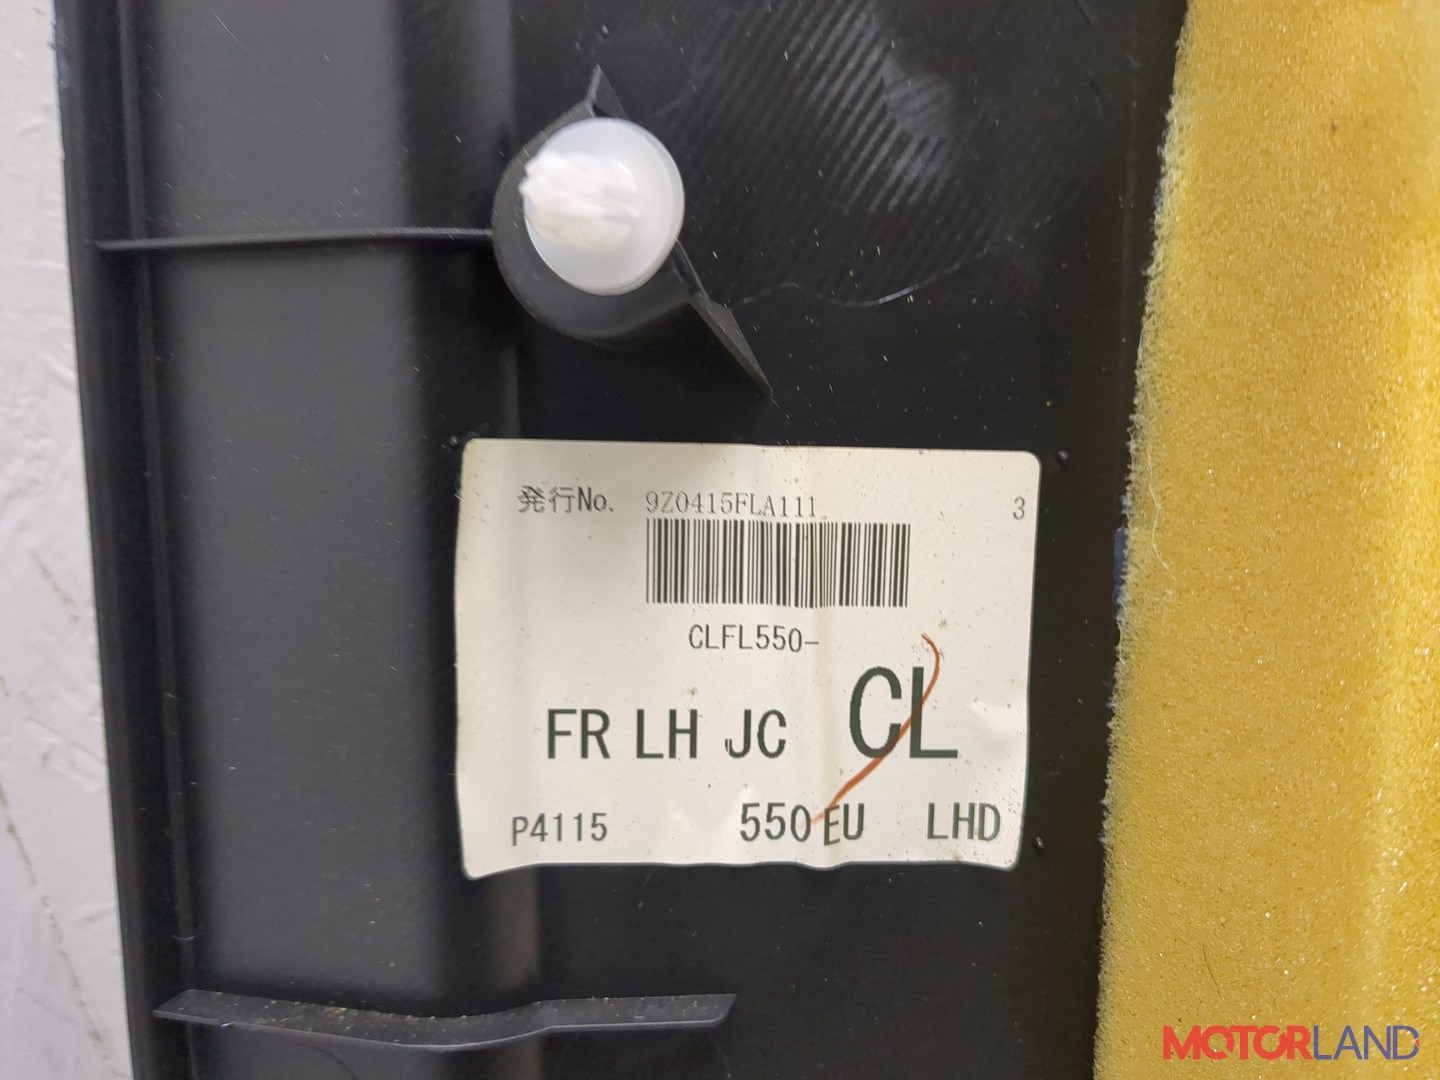 発行No. 9Z0415FLA111 3
CLFL550-
FR LH JC CL
P4115 550 EU LHD
MOTORLAND